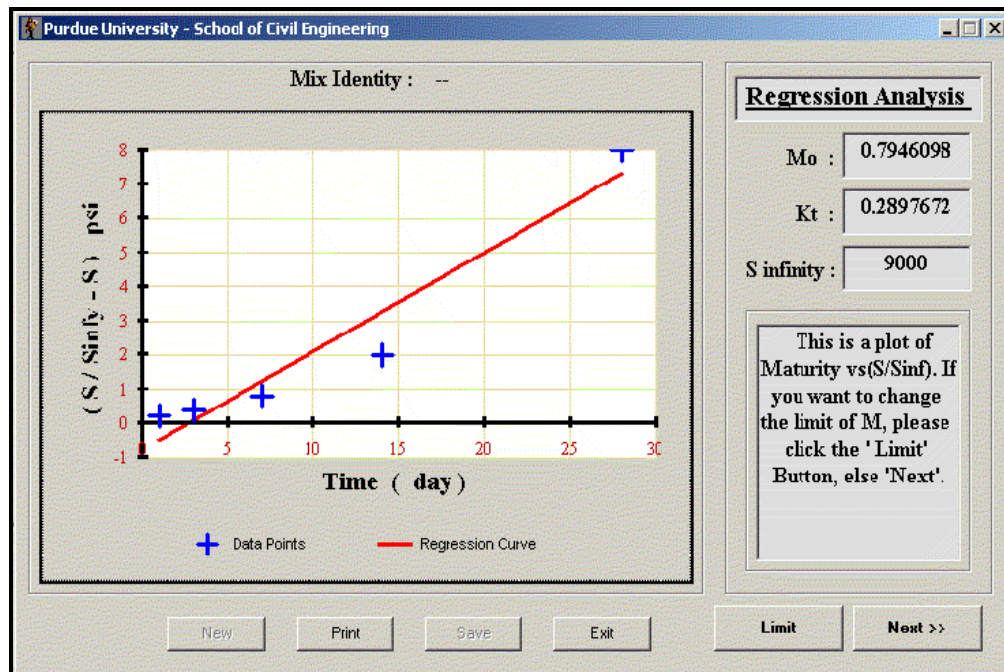 Purdue University - School of Civil Engineering
Mix Identity : --
( S / Sinfy - S ) psi
8
7
6
5
4
3
2
1
0
-1
0 5 10 15 20 25 30
Time ( day )
Data Points
Regression Curve
Regression Analysis
Mo : 0.7946098
Kt : 0.2897672
S infinity : 9000
This is a plot of
Maturity vs(S/Sinf). If
you want to change
the limit of M, please
click the ' Limit'
Button, else 'Next'.
New
Print
Save
Exit
Limit
Next >>